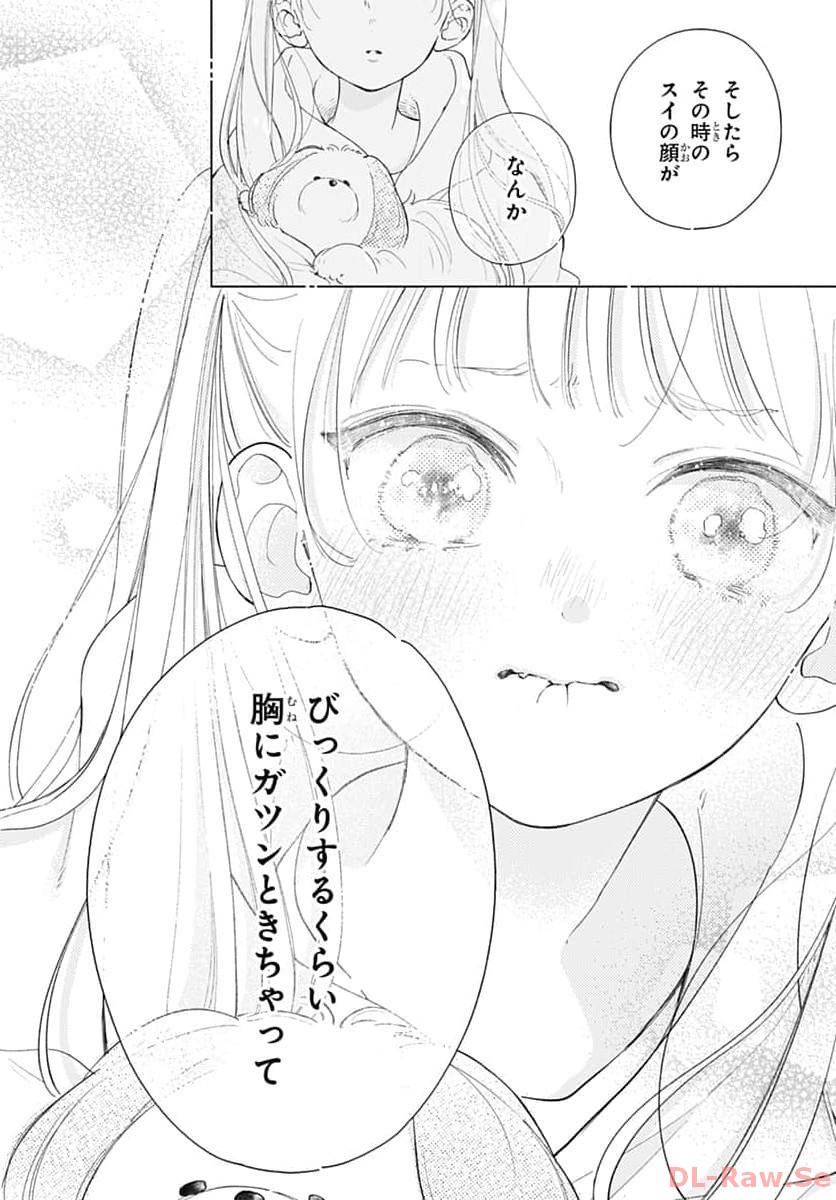 そしたら
その時の
スイの顔が
なんか
びっくりするくらい
胸にガツンときちゃって
DL-Raw.Se